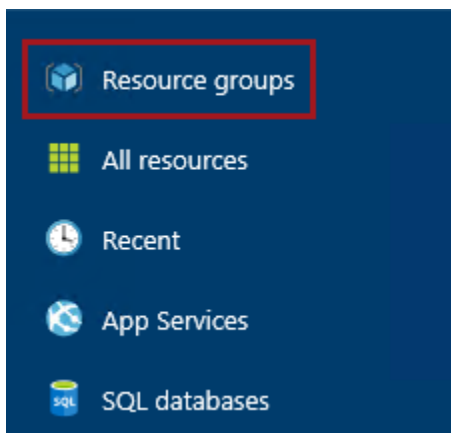 Resource groups
All resources
Recent
App Services
SQL
SQL databases